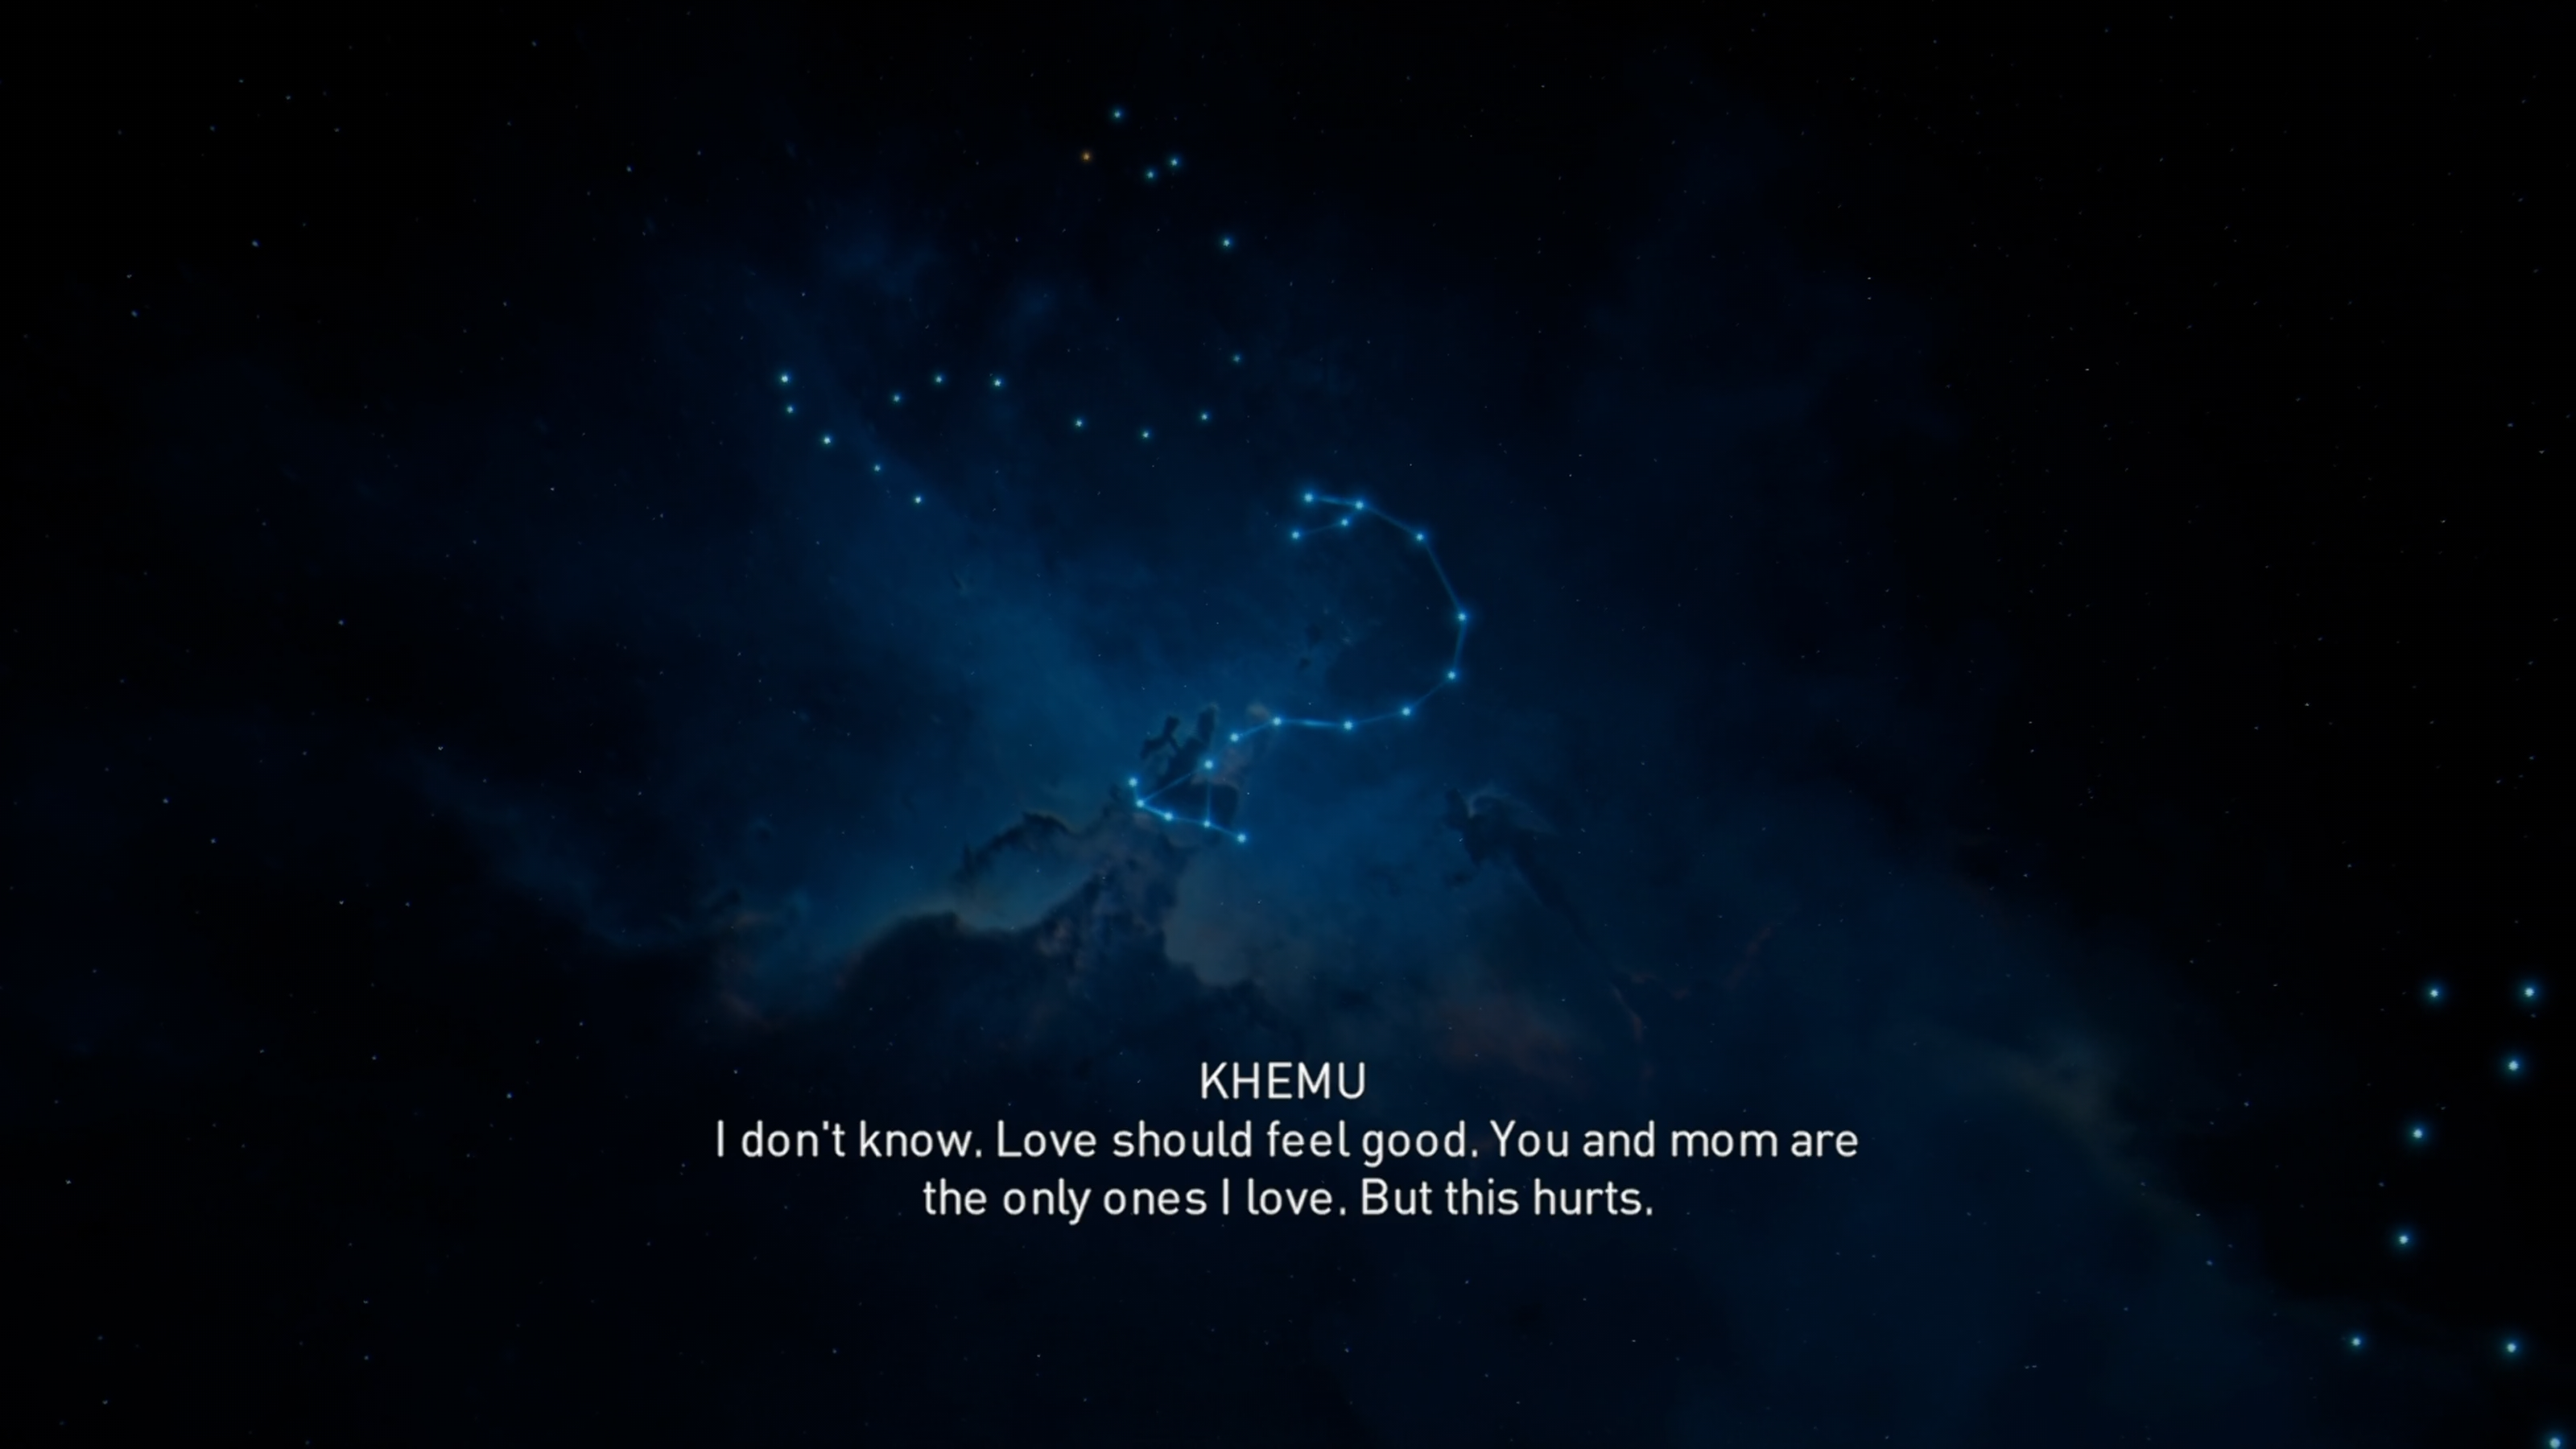 KHEMU
I don't know. Love should feel good. You and mom are
the only ones I love. But this hurts.